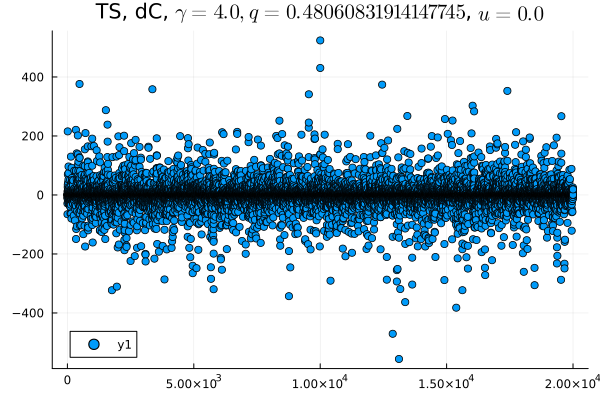 TS, dC, γ = 4.0, q = 0.48060831914147745, u = 0.0
400
200
0
−200
−400
y1
0 5.00×10³ 1.00×10⁴ 1.50×10⁴ 2.00×10⁴